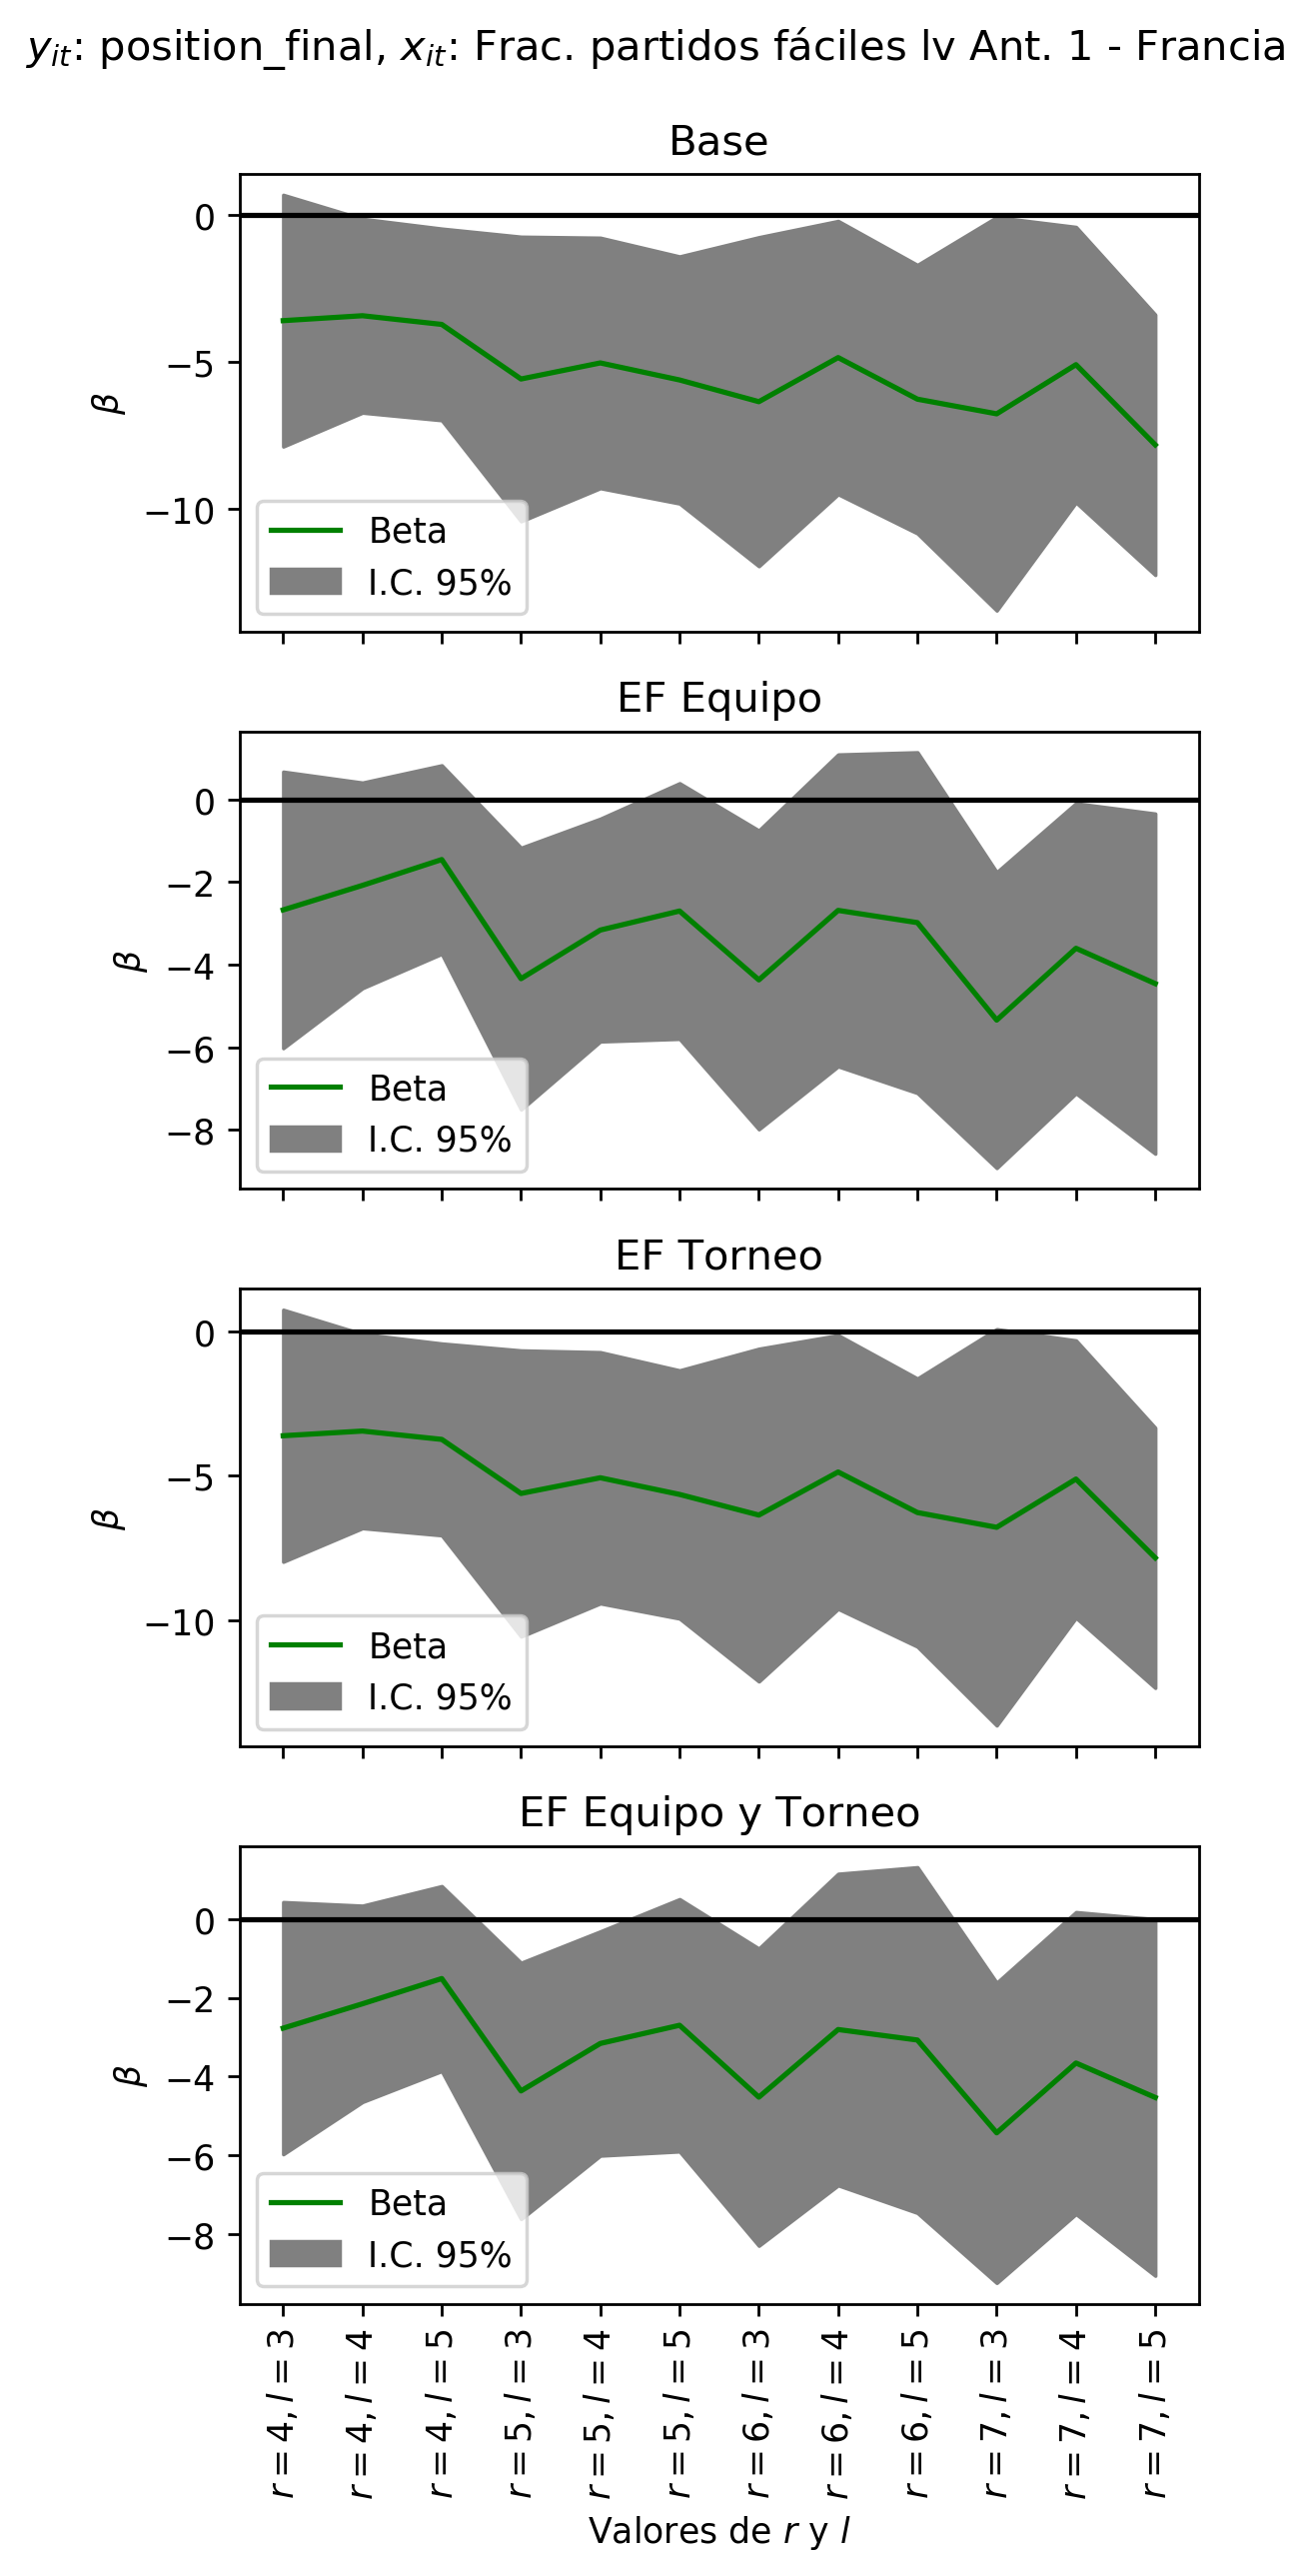 y_it: position_final, x_it: Frac. partidos fáciles lv Ant. 1 - Francia
Base
0
−5
−10
β
Beta
I.C. 95%
EF Equipo
0
−2
−4
−6
−8
β
Beta
I.C. 95%
EF Torneo
0
−5
−10
β
Beta
I.C. 95%
EF Equipo y Torneo
0
−2
−4
−6
−8
β
Beta
I.C. 95%
r = 4, l = 3
r = 4, l = 4
r = 4, l = 5
r = 5, l = 3
r = 5, l = 4
r = 5, l = 5
r = 6, l = 3
r = 6, l = 4
r = 6, l = 5
r = 7, l = 3
r = 7, l = 4
r = 7, l = 5
Valores de r y l